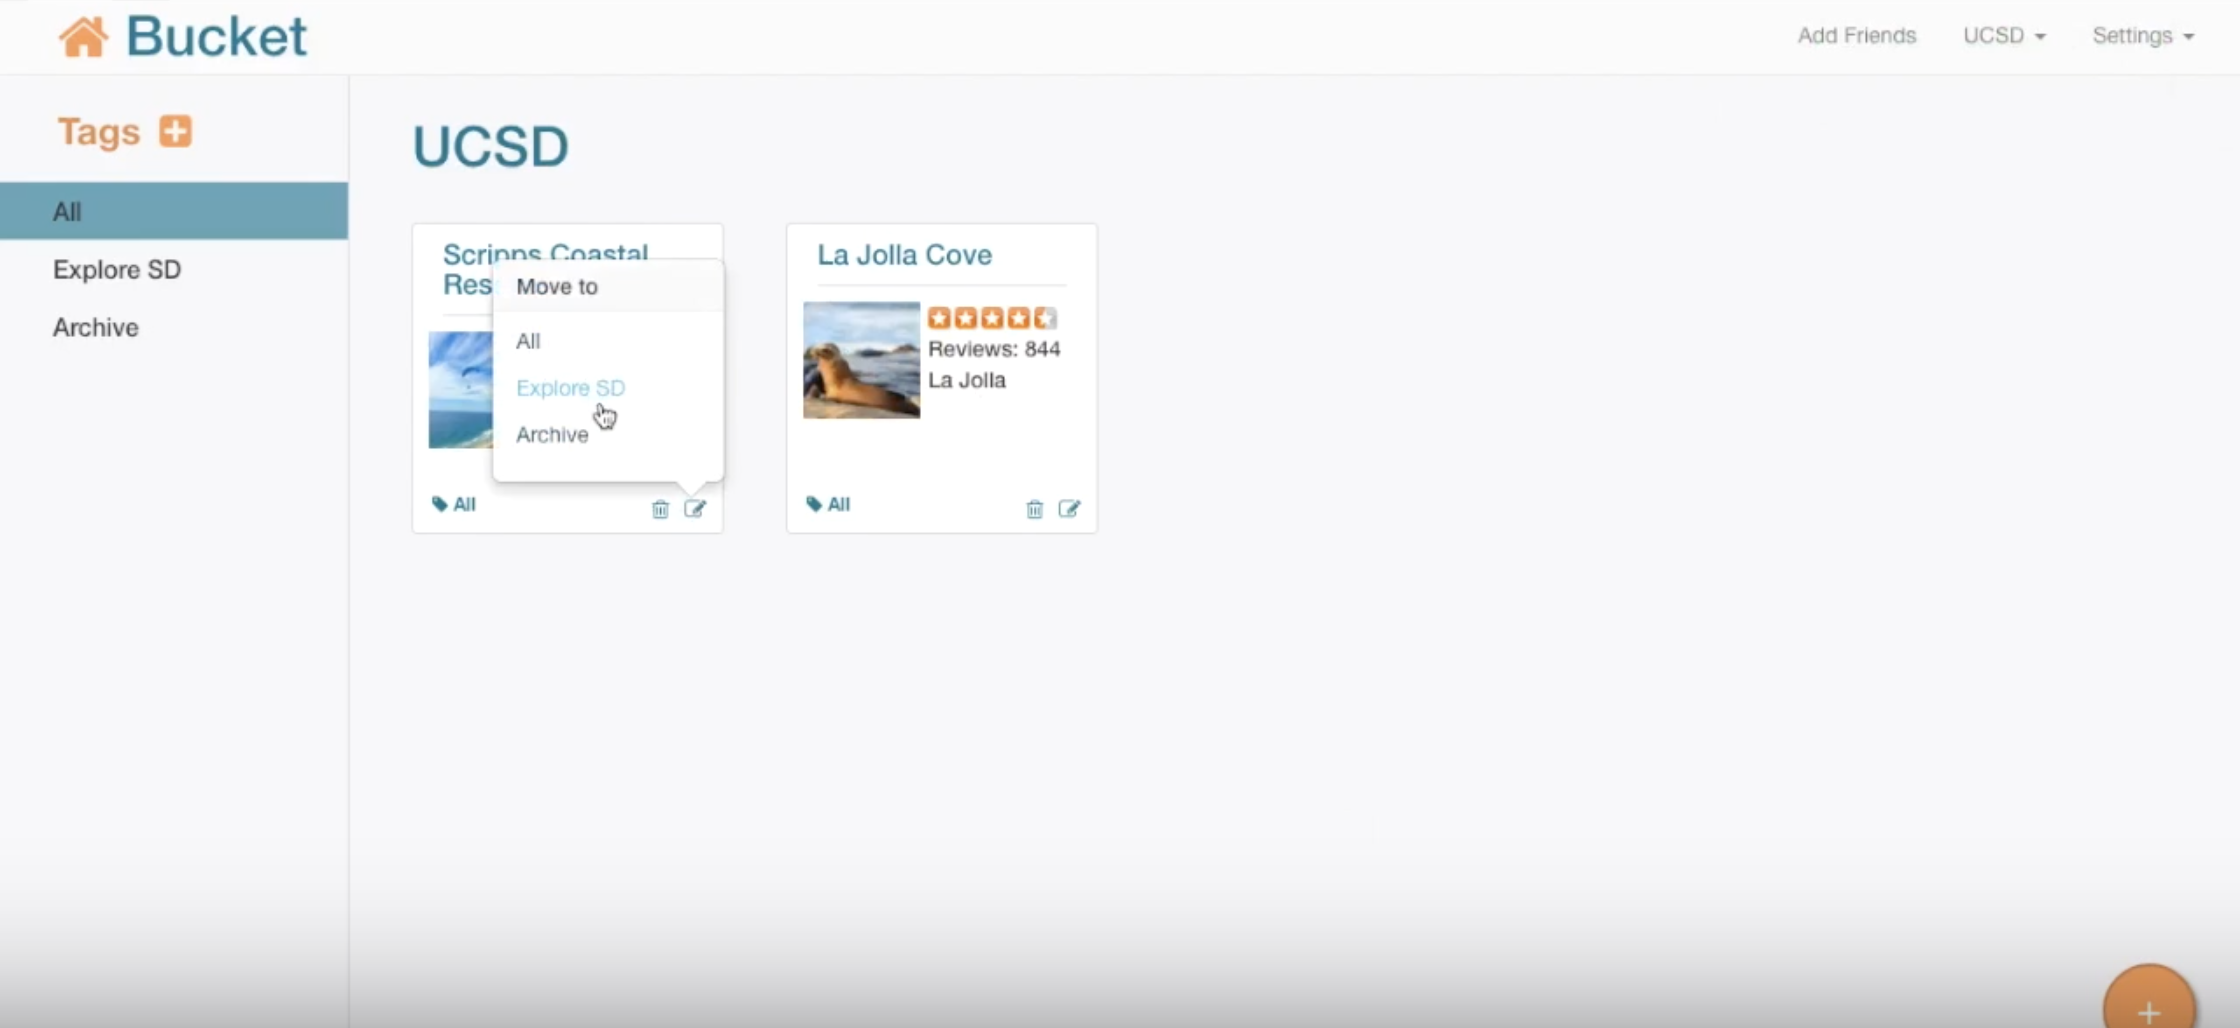 Bucket
Add Friends
UCSD
Settings
Tags
All
Explore SD
Archive
UCSD
Scripps Coastal
Res
Move to
All
Explore SD
Archive
All
La Jolla Cove
Reviews: 844
La Jolla
All